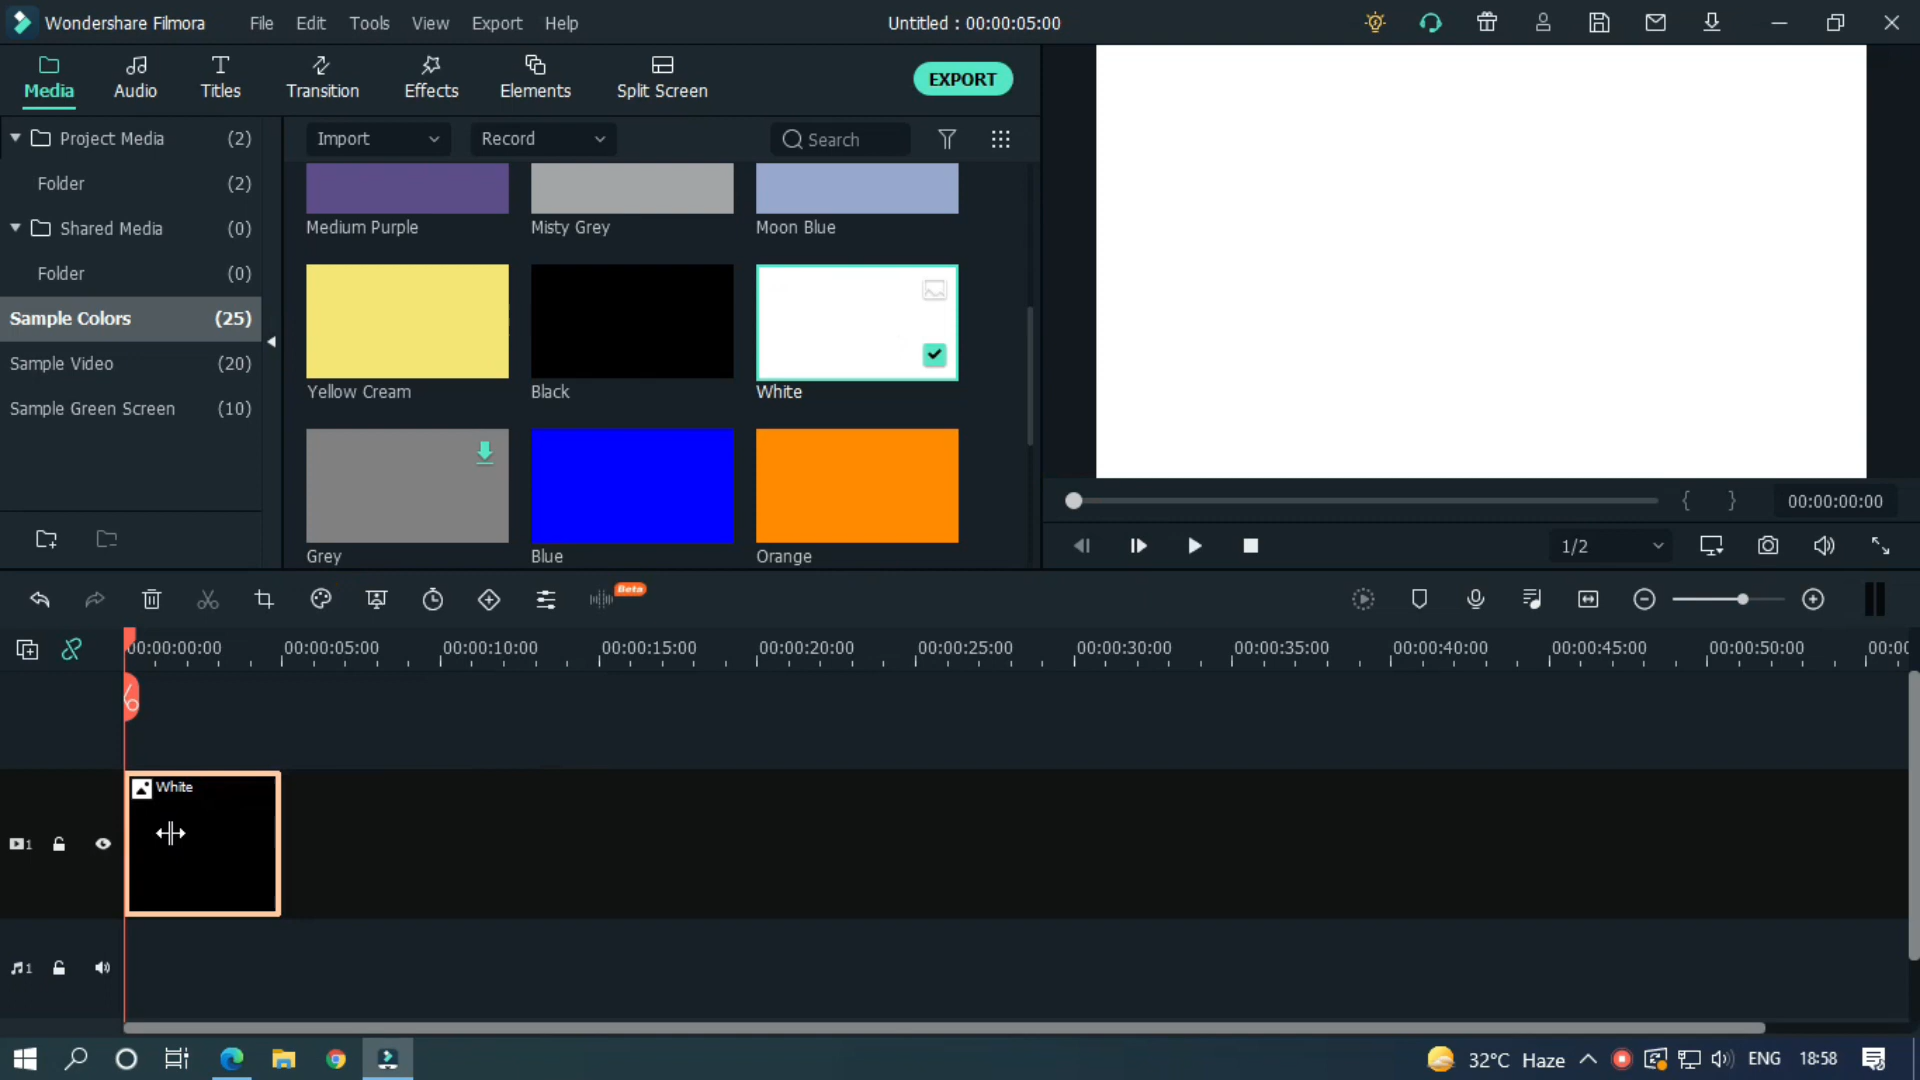 Wondershare Filmora File Edit Tools View Export Help Untitled : 00:00:05:00
Media Audio Titles Transition Effects Elements Split Screen EXPORT
Project Media (2)
Folder (2)
Shared Media (0)
Folder (0)
Sample Colors (25)
Sample Video (20)
Sample Green Screen (10)
Import Record Search
Medium Purple Misty Grey Moon Blue
Yellow Cream Black White
Grey Blue Orange
00:00:00:00
1/2
Beta
00:00:00:00 00:00:05:00 00:00:10:00 00:00:15:00 00:00:20:00 00:00:25:00 00:00:30:00 00:00:35:00 00:00:40:00 00:00:45:00 00:00:50:00 00:00
White
1
1
32°C Haze ENG 18:58